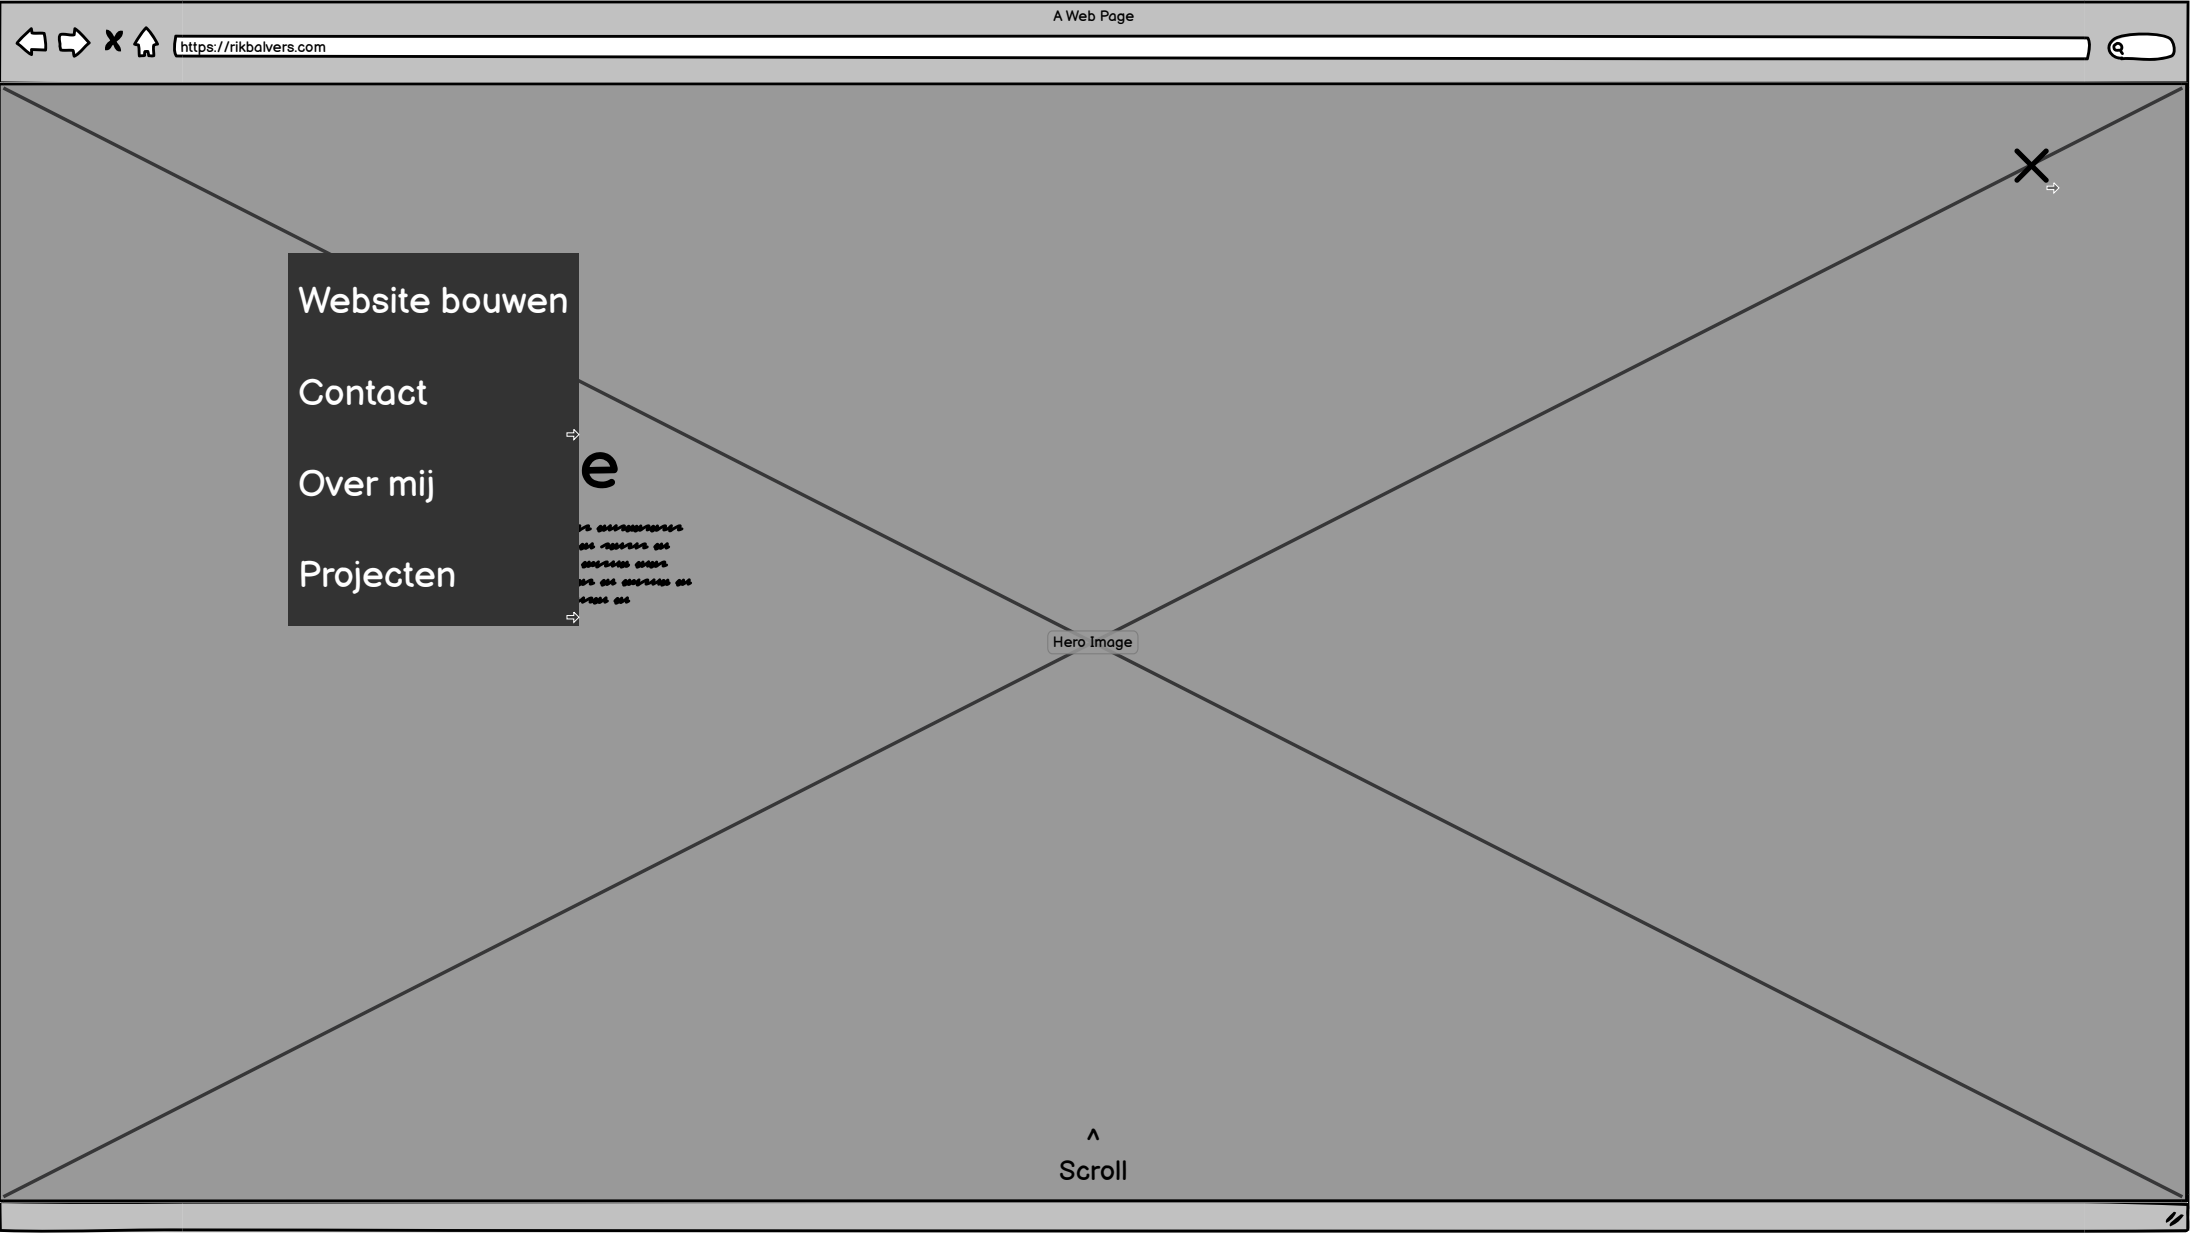 A Web Page
https://rikbalvers.com
Website bouwen
Contact
Over mij
Projecten
e
Hero Image
^
Scroll